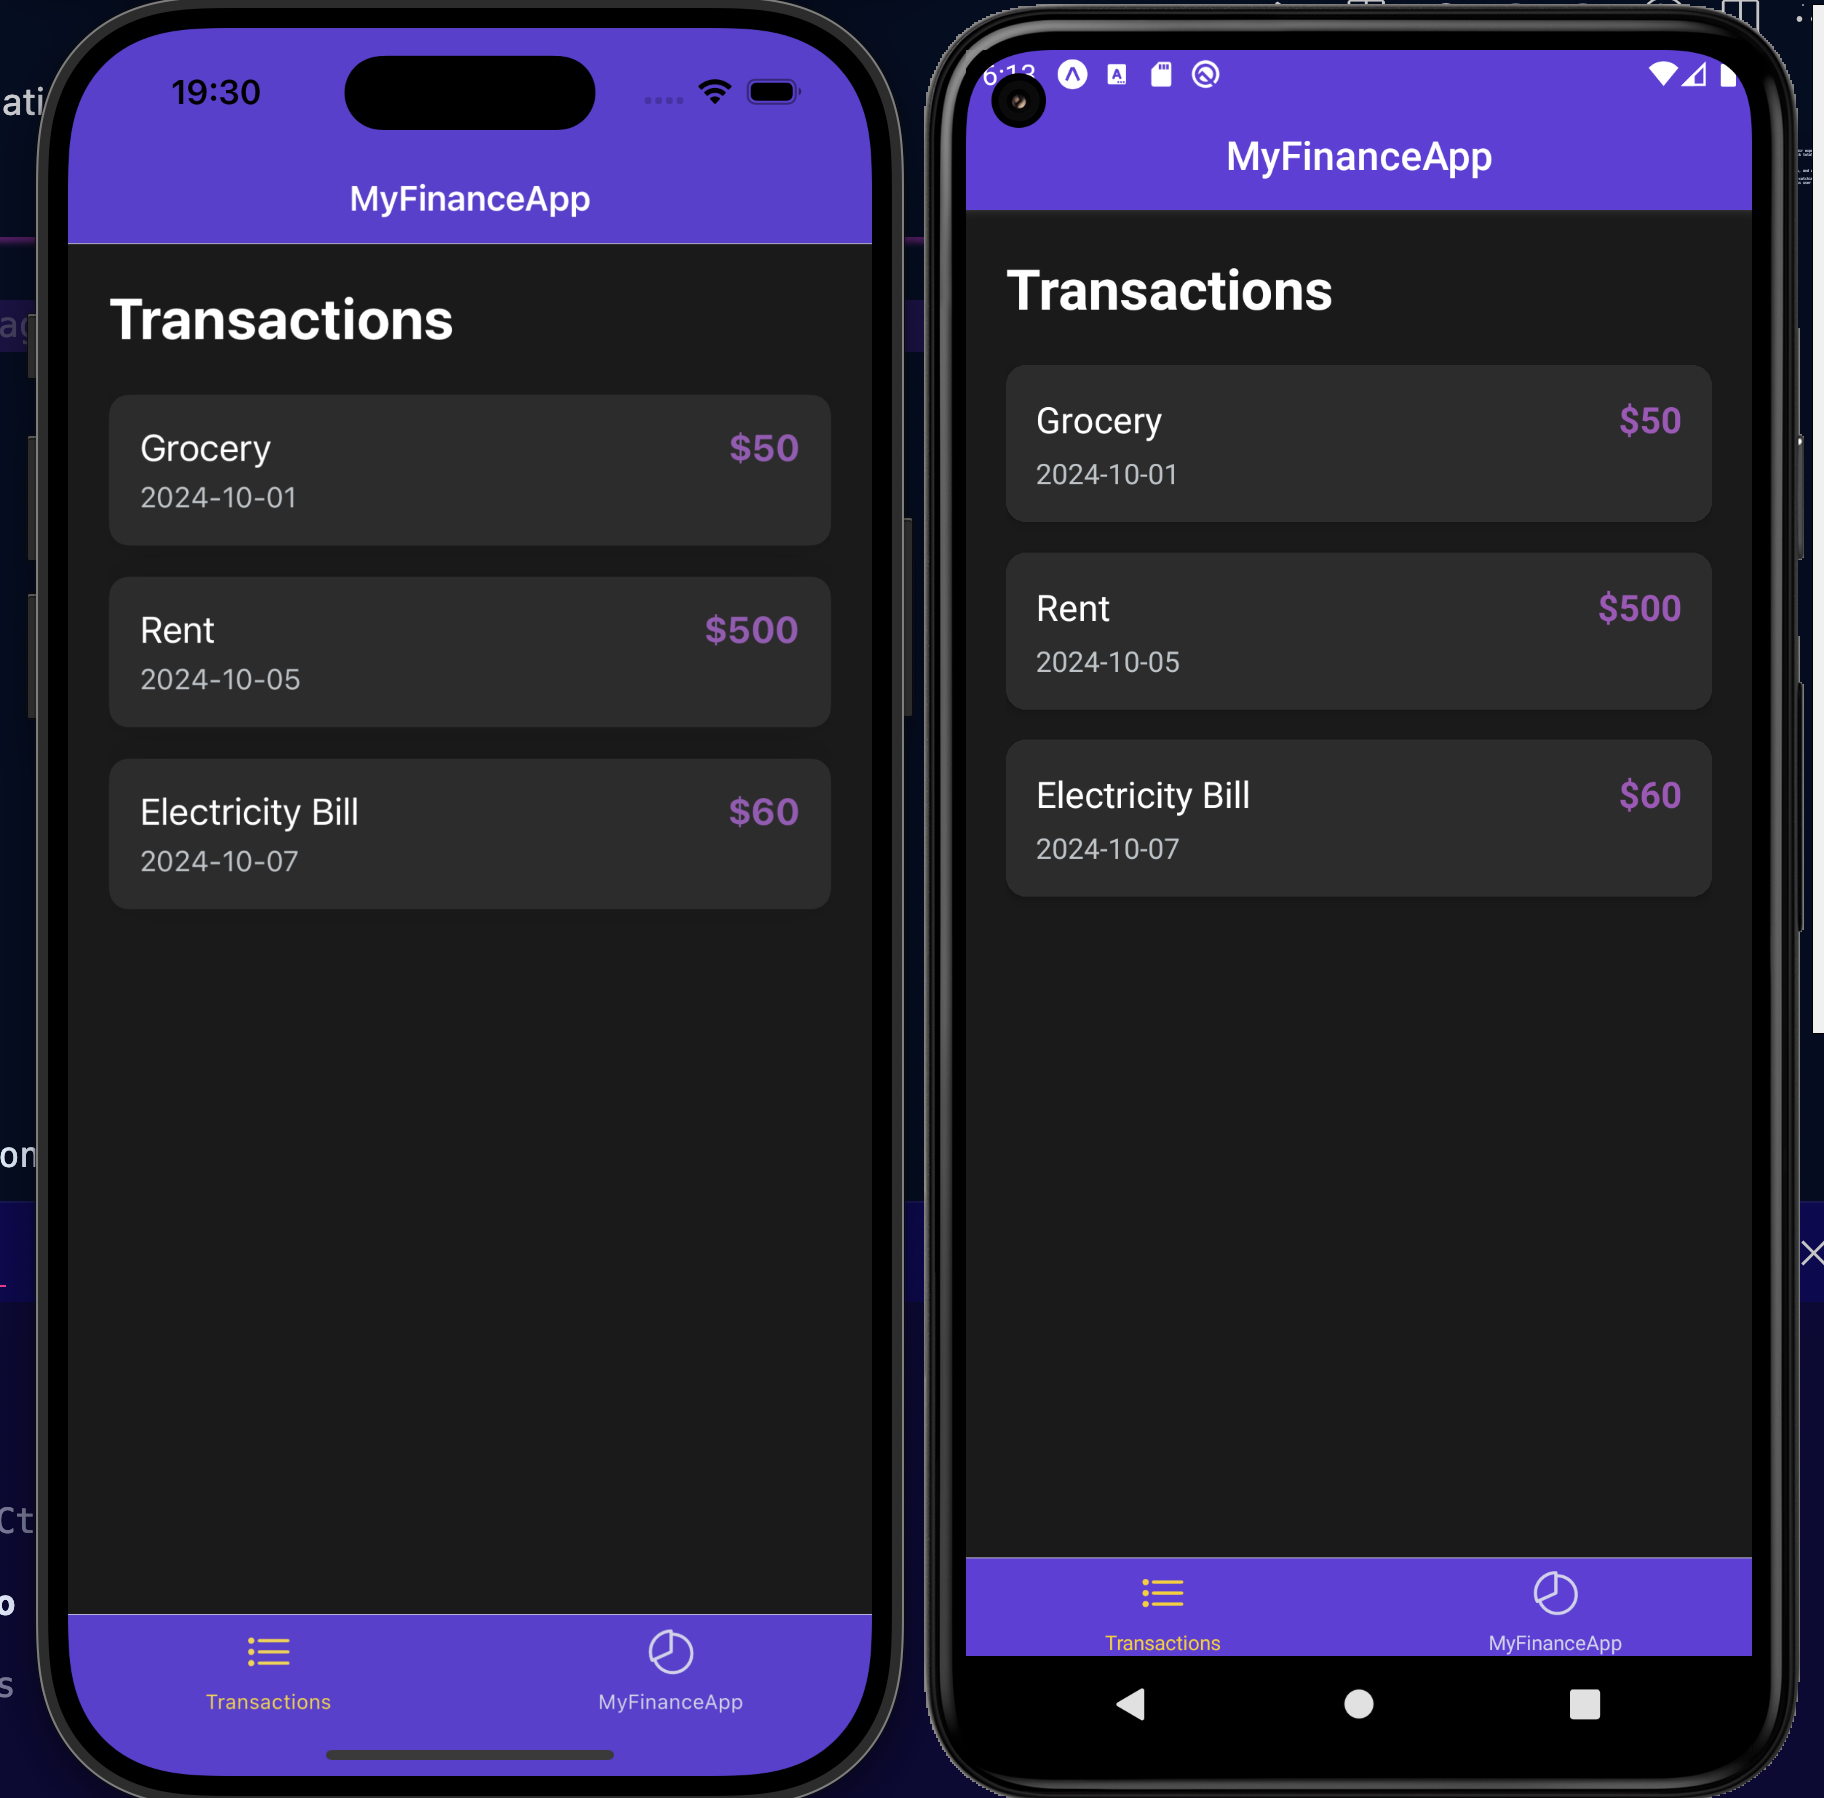 19:30
MyFinanceApp
Transactions
Grocery
$50
2024-10-01
Rent
$500
2024-10-05
Electricity Bill
$60
2024-10-07
Transactions
MyFinanceApp
6:13
MyFinanceApp
Transactions
Grocery
$50
2024-10-01
Rent
$500
2024-10-05
Electricity Bill
$60
2024-10-07
Transactions
MyFinanceApp
ati
on
Ct